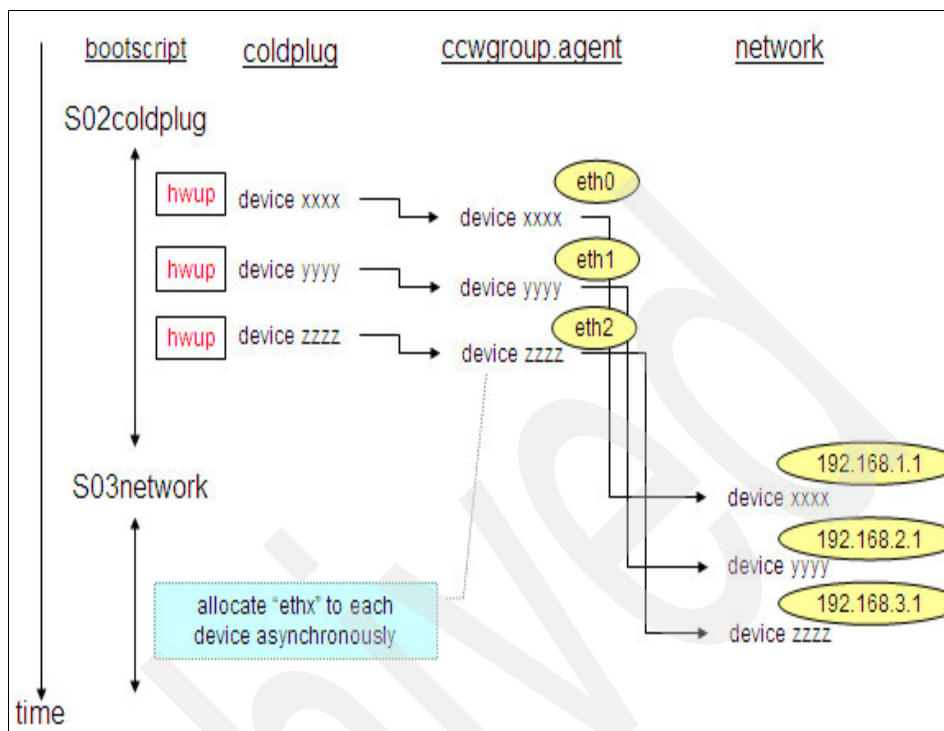 bootscript coldplug ccwgroup.agent network
S02coldplug
eth0
hwup device xxxx device xxxx
eth1
hwup device yyyy device yyyy
eth2
hwup device zzzz device zzzz
192.168.1.1
S03network device xxxx
192.168.2.1
device yyyy
192.168.3.1
allocate "ethx" to each
device asynchronously
device zzzz
time
hived